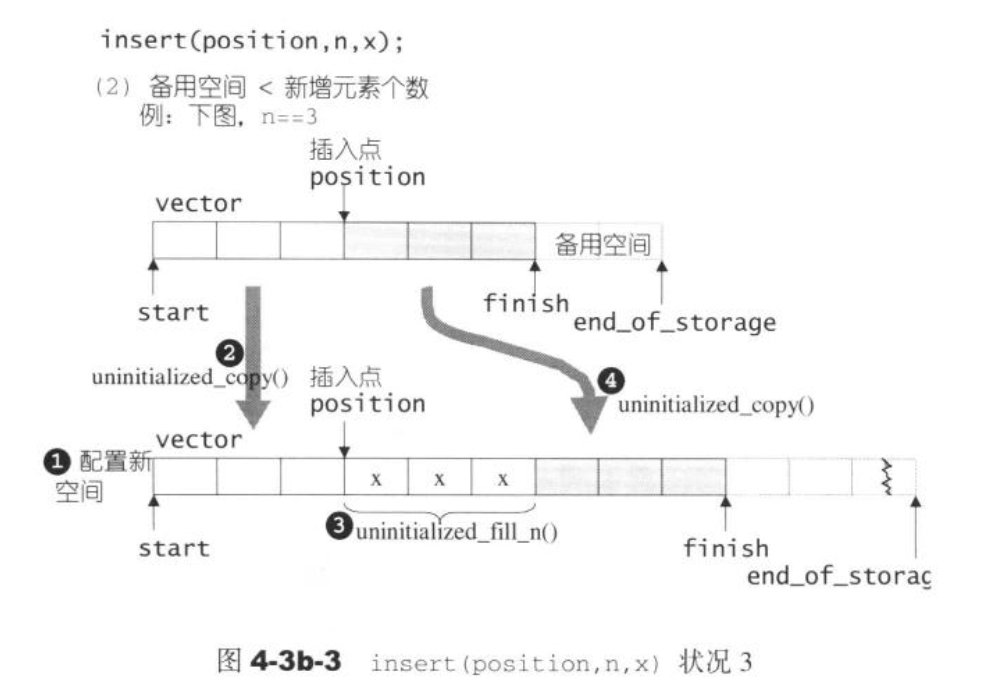 insert(position,n,x);
(2) 备用空间 < 新增元素个数
例：下图，n==3
插入点
position
vector
备用空间
start
finish
end_of_storage
❷
uninitialized_copy()
插入点
position
❹
uninitialized_copy()
vector
❶ 配置新
空间
x x x
❸ uninitialized_fill_n()
start
finish
end_of_storag
图 4-3b-3 insert(position,n,x) 状况 3